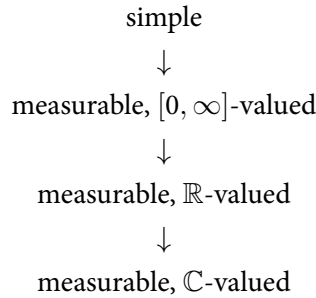 simple
↓
measurable, [0, ∞]-valued
↓
measurable, ℝ-valued
↓
measurable, ℂ-valued